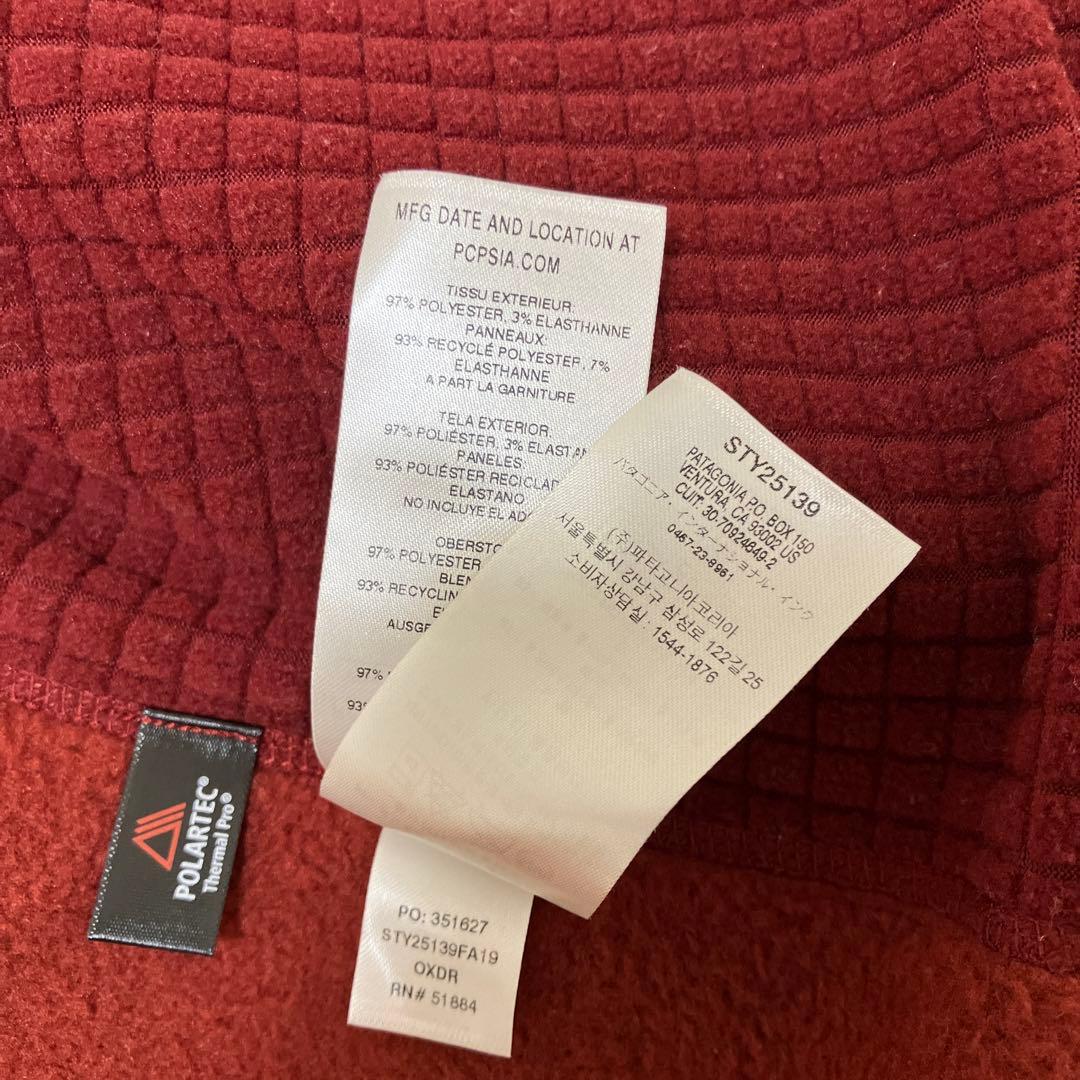 MFG DATE AND LOCATION AT
PCPSIA.COM
TISSU EXTERIEUR:
97% POLYESTER, 3% ELASTHANNE
PANNEAUX:
93% RECYCLÉ POLYESTER, 7%
ELASTHANNE
A PART LA GARNITURE
TELA EXTERIOR:
97% POLIÉSTER, 3% ELASTAN
PANELES:
93% POLIÉSTER RECICLAD
ELASTANO
NO INCLUYE EL ADO
OBERSTO
97% POLYESTER
BLEN
93% RECYCLIN
AUSGE
97%
93
STY25139
PATAGONIA P.O. BOX 150
VENTURA, CA 93002 US
CUIT: 30-70924849-2
パタゴニア・インターナショナル・インク
0467-23-8961
(주)파타고니아코리아
서울특별시 강남구 삼성로 122길 25
소비자상담실 : 1544-1876
POLARTEC®
Thermal Pro®
PO: 351627
STY25139FA19
OXDR
RN# 51884